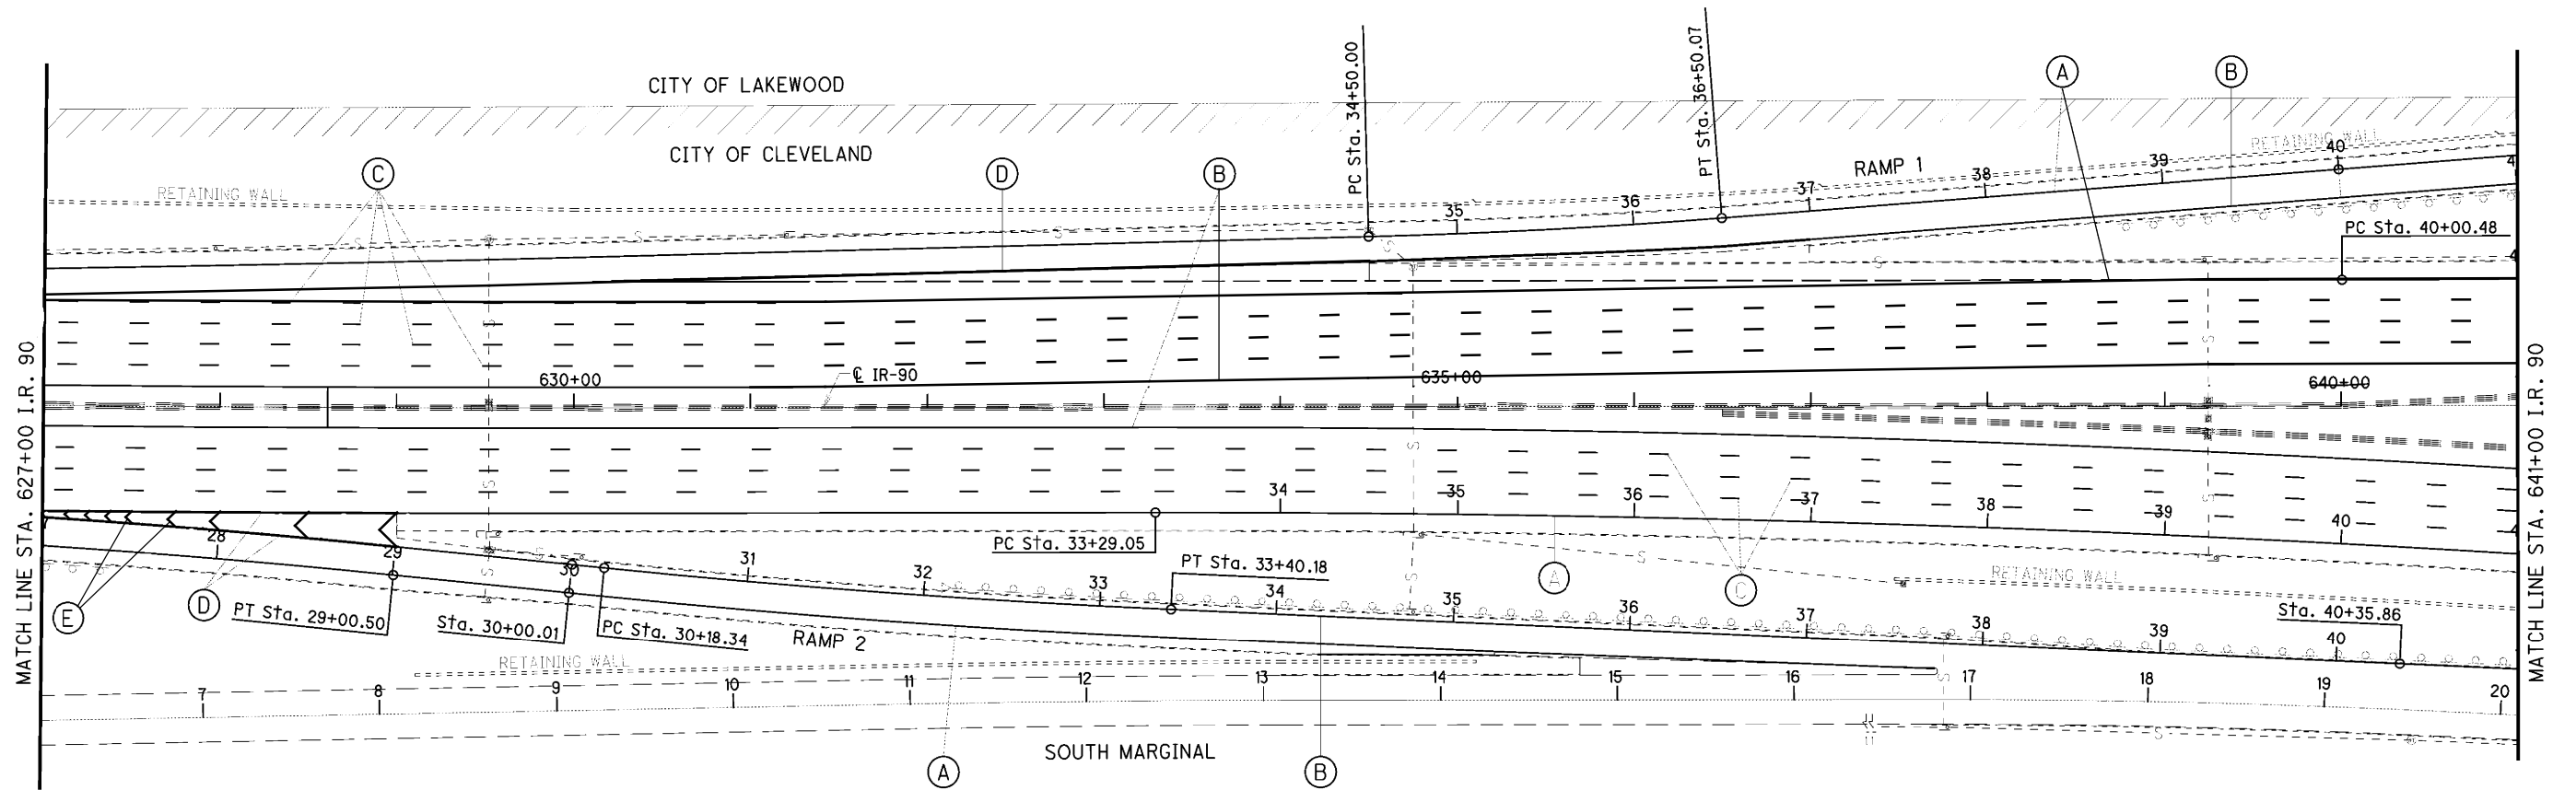 CITY OF LAKEWOOD
CITY OF CLEVELAND
PC Sta. 34+50.00
PT Sta. 36+50.07
A
B
C
D
B
RETAINING WALL
RETAINING WALL
RAMP 1
35
36
37
38
39
40
4
PC Sta. 40+00.48
4
MATCH LINE STA. 627+00 I.R. 90
MATCH LINE STA. 641+00 I.R. 90
630+00
℄ IR-90
635+00
640+00
34
35
36
37
38
39
40
4
28
29
30
31
32
33
34
35
36
37
38
39
40
PC Sta. 33+29.05
PT Sta. 33+40.18
A
C
RETAINING WALL
E
D
PT Sta. 29+00.50
Sta. 30+00.01
PC Sta. 30+18.34
RAMP 2
Sta. 40+35.86
RETAINING WALL
7
8
9
10
11
12
13
14
15
16
17
18
19
20
SOUTH MARGINAL
A
B